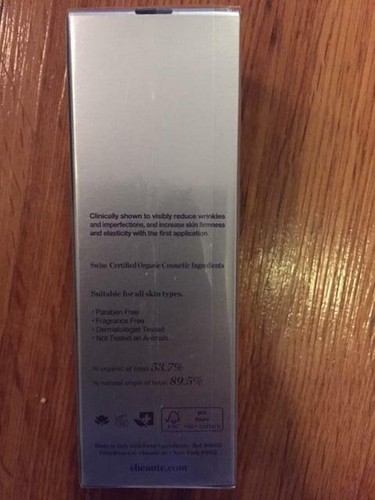 Clinically shown to visibly reduce wrinkles
and imperfections, and increase skin firmness
and elasticity with the first application.
Swiss Certified Organic Cosmetic Ingredients
Suitable for all skin types.
• Paraben Free
• Fragrance Free
• Dermatologist Tested
• Not Tested on Animals
% organic of total: 53.7%
% natural origin of total: 89.5%
FSC
MIX